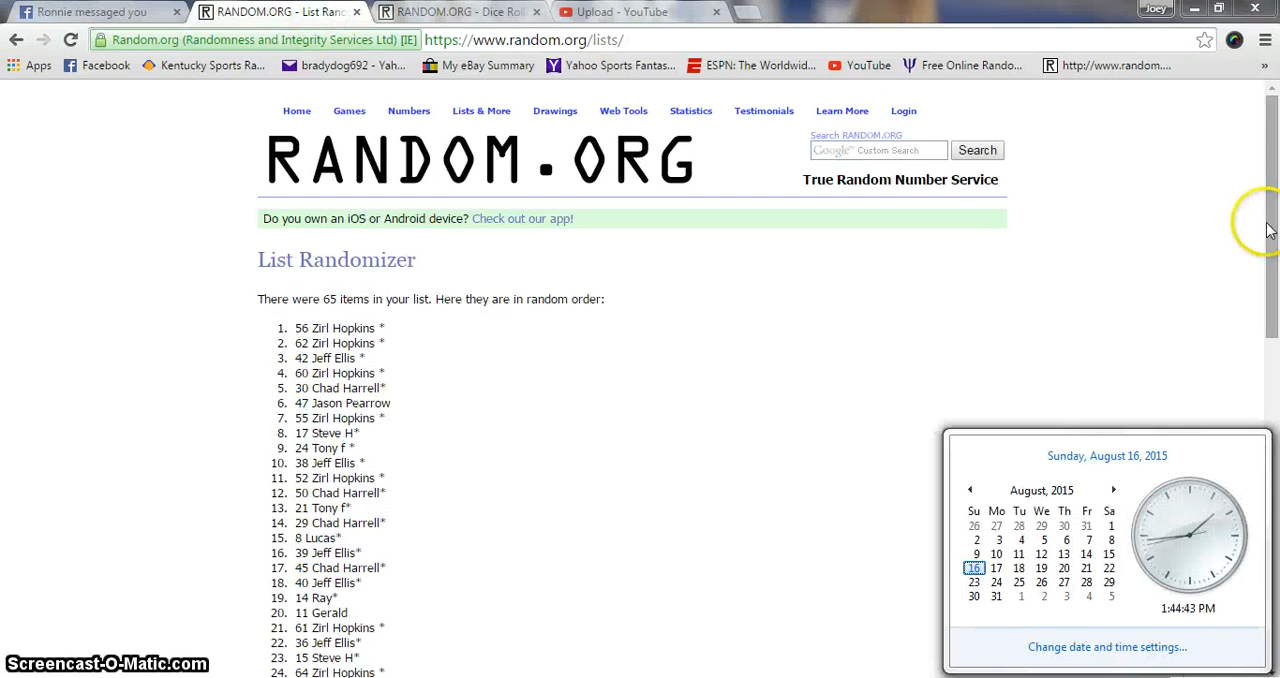 Ronnie messaged you
RANDOM.ORG - List Ran
RANDOM.ORG - Dice Roll
Upload - YouTube
Joey
Random.org (Randomness and Integrity Services Ltd) [IE]
https://www.random.org/lists/
Apps
Facebook
Kentucky Sports Ra...
bradydog692 - Yah...
My eBay Summary
Yahoo Sports Fantas...
ESPN: The Worldwid...
YouTube
Free Online Rando...
http://www.random....
»
Home Games Numbers Lists & More Drawings Web Tools Statistics Testimonials Learn More Login
RANDOM.ORG
Search RANDOM.ORG
Google™ Custom Search
Search
True Random Number Service
Do you own an iOS or Android device? Check out our app!
List Randomizer
There were 65 items in your list. Here they are in random order:
1. 56 Zirl Hopkins *
2. 62 Zirl Hopkins *
3. 42 Jeff Ellis *
4. 60 Zirl Hopkins *
5. 30 Chad Harrell*
6. 47 Jason Pearrow
7. 55 Zirl Hopkins *
8. 17 Steve H*
9. 24 Tony f *
10. 38 Jeff Ellis *
11. 52 Zirl Hopkins *
12. 50 Chad Harrell*
13. 21 Tony f*
14. 29 Chad Harrell*
15. 8 Lucas*
16. 39 Jeff Ellis*
17. 45 Chad Harrell*
18. 40 Jeff Ellis*
19. 14 Ray*
20. 11 Gerald
21. 61 Zirl Hopkins *
22. 36 Jeff Ellis*
23. 15 Steve H*
24. 64 Zirl Hopkins *
Sunday, August 16, 2015
August, 2015
Su Mo Tu We Th Fr Sa
26 27 28 29 30 31 1
2 3 4 5 6 7 8
9 10 11 12 13 14 15
16 17 18 19 20 21 22
23 24 25 26 27 28 29
30 31 1 2 3 4 5
1:44:43 PM
Change date and time settings...
Screencast-O-Matic.com